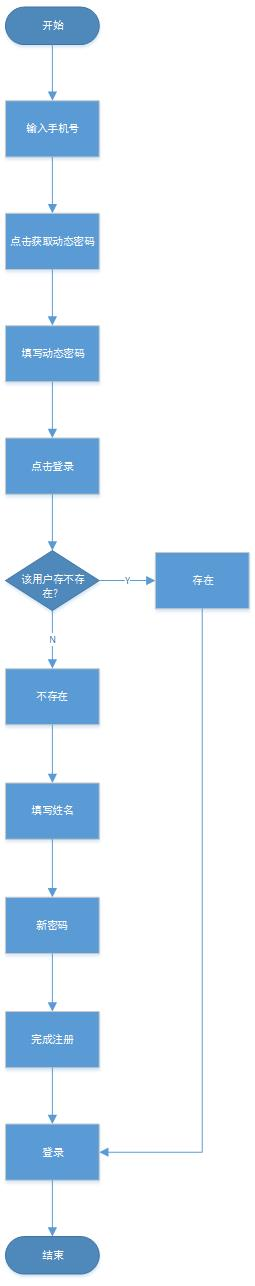 开始
输入手机号
点击获取动态密码
填写动态密码
点击登录
该用户存不存
在?
Y
存在
N
不存在
填写姓名
新密码
完成注册
登录
结束